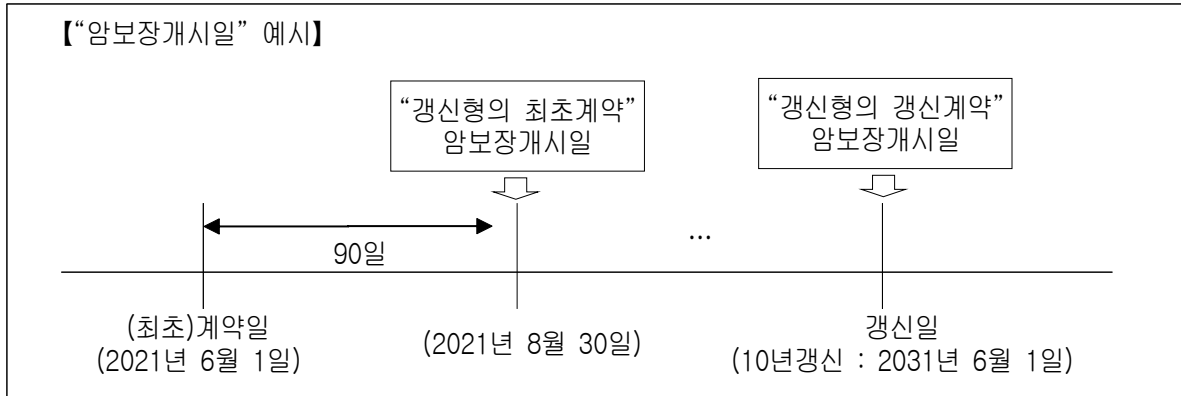 【“암보장개시일” 예시】
“갱신형의 최초계약”
암보장개시일
“갱신형의 갱신계약”
암보장개시일
90일
...
(최초)계약일
(2021년 6월 1일)
(2021년 8월 30일)
갱신일
(10년갱신 : 2031년 6월 1일)